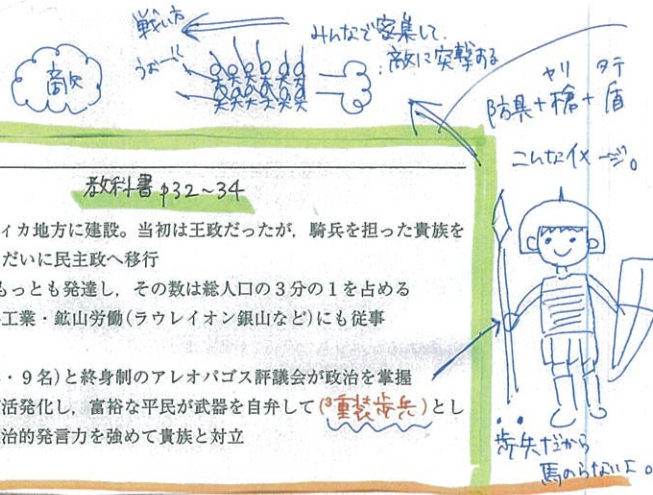 戦い方
みんなで密集して、
敵に突撃する
うおーー!!
敵
ヤリ タテ
防具+槍+盾
こんなイメージ。
教科書p32~34
ィカ地方に建設。当初は王政だったが，騎兵を担った貴族を
だいに民主政へ移行
もっとも発達し，その数は総人口の3分の1を占める
工業・鉱山労働(ラウレイオン銀山など)にも従事
・9名)と終身制のアレオパゴス評議会が政治を掌握
活発化し，富裕な平民が武器を自弁して(³重装歩兵)とし
治的発言力を強めて貴族と対立
歩兵だから
馬のらないよ。